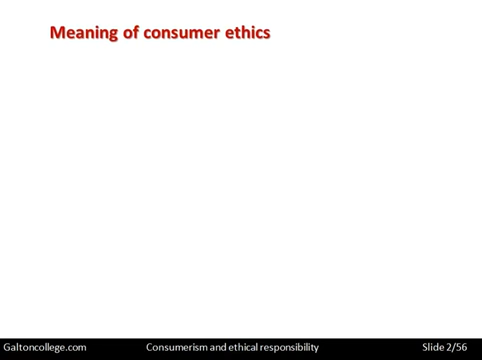 Meaning of consumer ethics
Galtoncollege.com Consumerism and ethical responsibility Slide 2/56